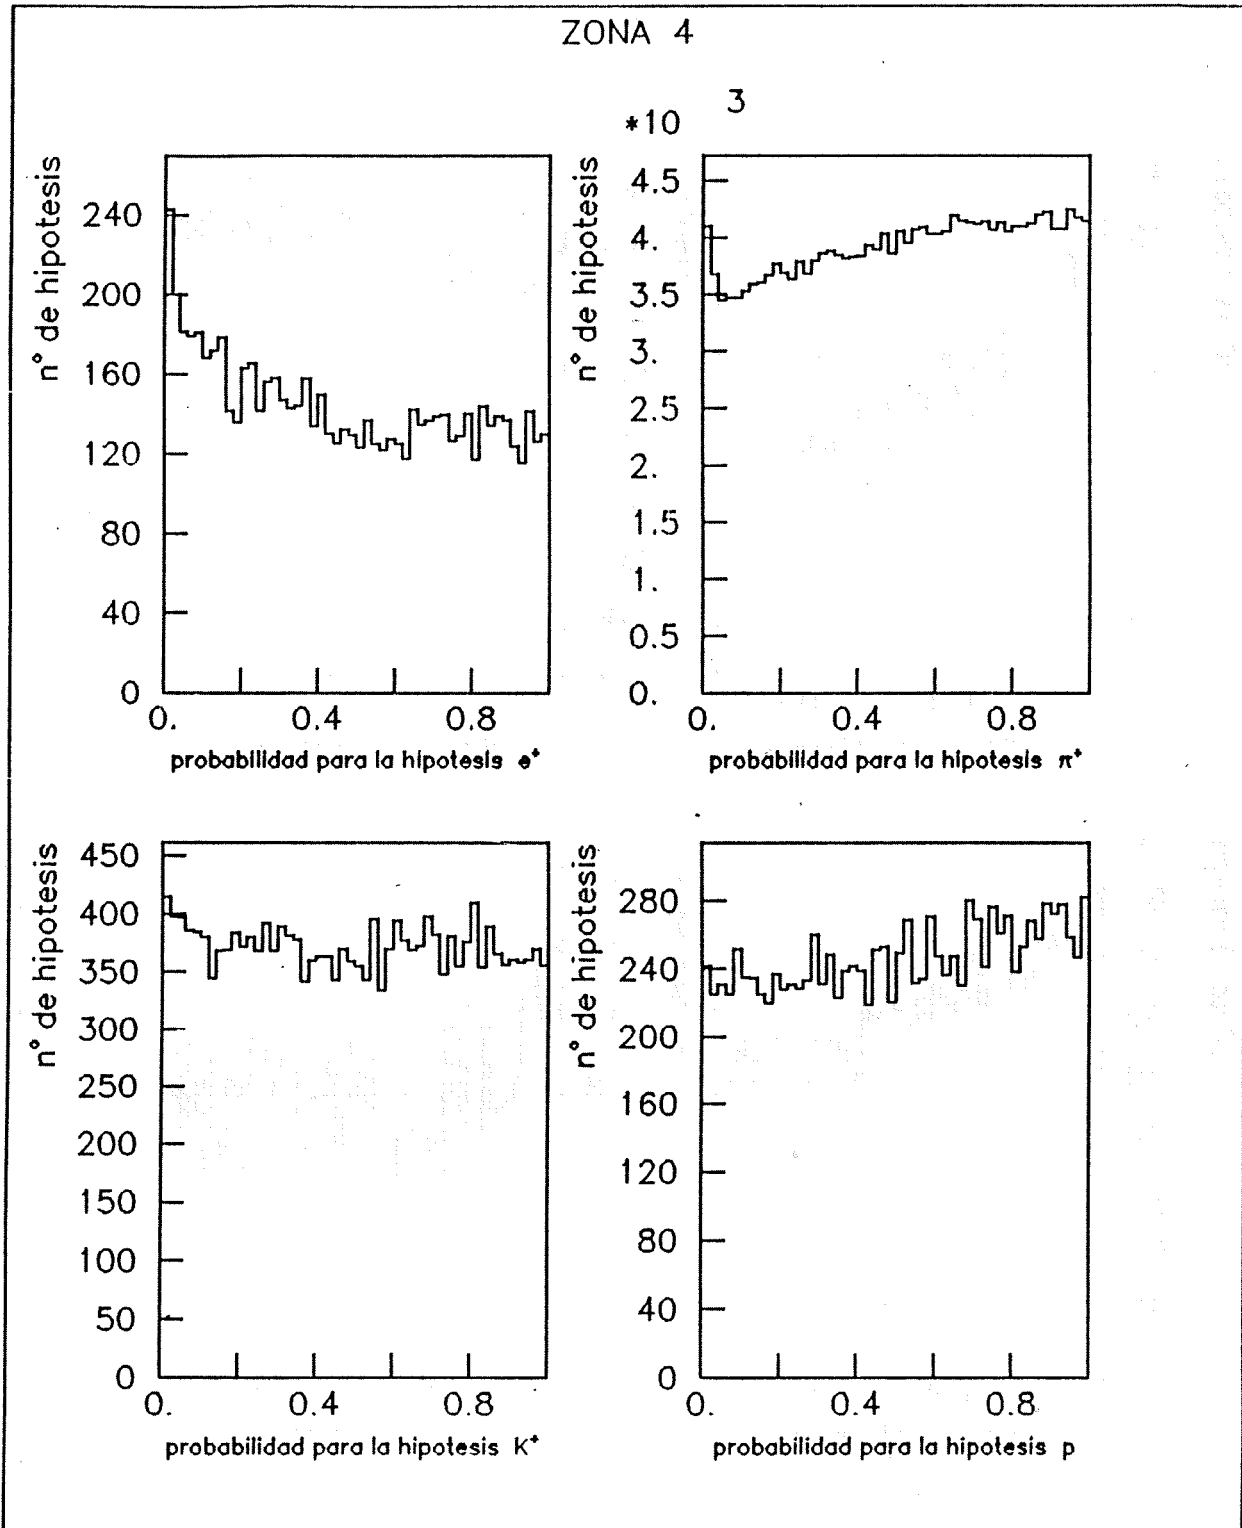 ZONA 4
n° de hipotesis
240
200
160
120
80
40
0
0. 0.4 0.8
probabilidad para la hipotesis e⁺
*10 3
n° de hipotesis
4.5
4.
3.5
3.
2.5
2.
1.5
1.
0.5
0.
0. 0.4 0.8
probabilidad para la hipotesis π⁺
n° de hipotesis
450
400
350
300
250
200
150
100
50
0
0. 0.4 0.8
probabilidad para la hipotesis K⁺
n° de hipotesis
280
240
200
160
120
80
40
0
0. 0.4 0.8
probabilidad para la hipotesis p